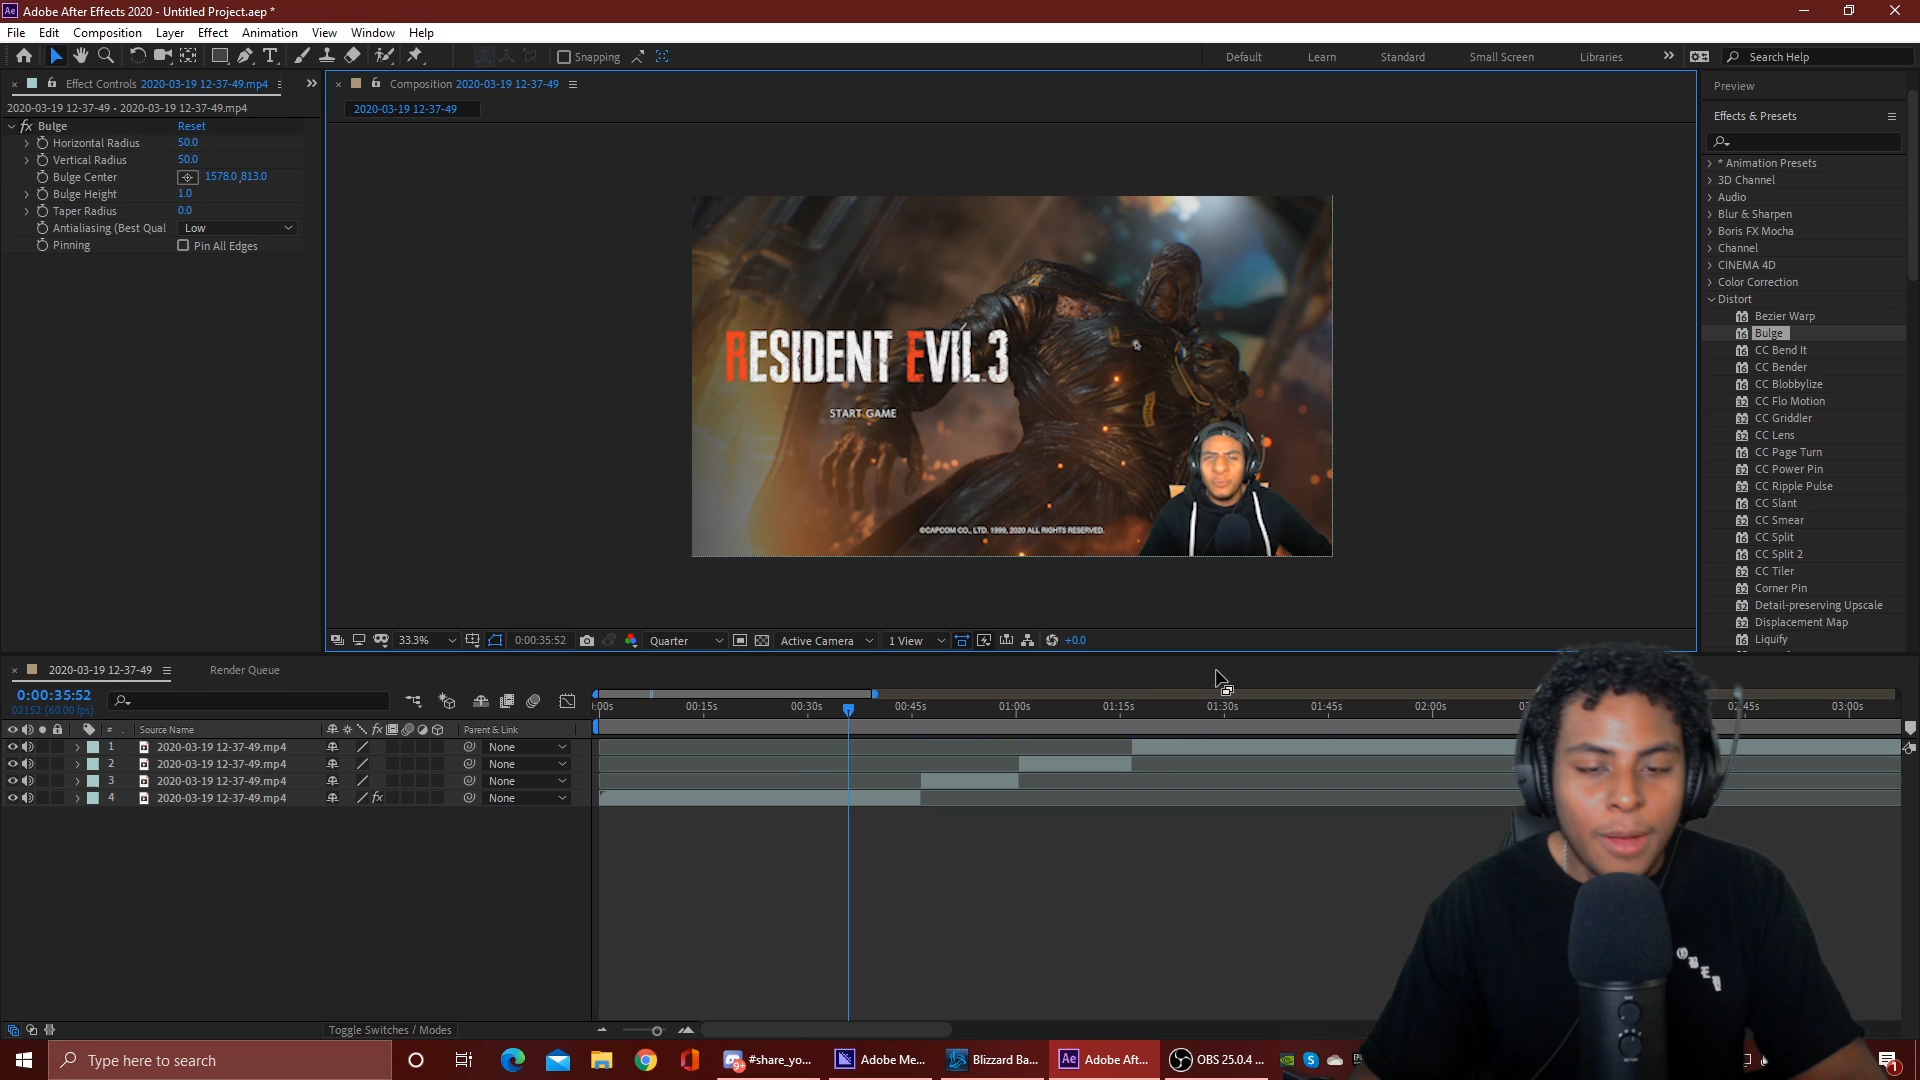 Adobe After Effects 2020 - Untitled Project.aep *
File Edit Composition Layer Effect Animation View Window Help
Snapping Default Learn Standard Small Screen Libraries Search Help
Effect Controls 2020-03-19 12-37-49.mp4
2020-03-19 12-37-49 • 2020-03-19 12-37-49.mp4
fx Bulge Reset
Horizontal Radius 50.0
Vertical Radius 50.0
Bulge Center 1578.0,813.0
Bulge Height 1.0
Taper Radius 0.0
Antialiasing (Best Qual Low
Pinning Pin All Edges
Composition 2020-03-19 12-37-49
2020-03-19 12-37-49
RESIDENT EVIL 3
START GAME
©CAPCOM CO., LTD. 1999, 2020 ALL RIGHTS RESERVED.
33.3% 0:00:35:52 Quarter Active Camera 1 View +0.0
Preview
Effects & Presets
* Animation Presets
3D Channel
Audio
Blur & Sharpen
Boris FX Mocha
Channel
CINEMA 4D
Color Correction
Distort
Bezier Warp
Bulge
CC Bend It
CC Bender
CC Blobbylize
CC Flo Motion
CC Griddler
CC Lens
CC Page Turn
CC Power Pin
CC Ripple Pulse
CC Slant
CC Smear
CC Split
CC Split 2
CC Tiler
Corner Pin
Detail-preserving Upscale
Displacement Map
Liquify
2020-03-19 12-37-49 Render Queue
0:00:35:52
02152 (60.00 fps)
:00s 00:15s 00:30s 00:45s 01:00s 01:15s 01:30s 01:45s 02:00s 02:45s 03:00s
# Source Name fx Parent & Link
1 2020-03-19 12-37-49.mp4 None
2 2020-03-19 12-37-49.mp4 None
3 2020-03-19 12-37-49.mp4 None
4 2020-03-19 12-37-49.mp4 fx None
Toggle Switches / Modes
Type here to search #share_yo... Adobe Me... Blizzard Ba... Adobe Aft... OBS 25.0.4 ...